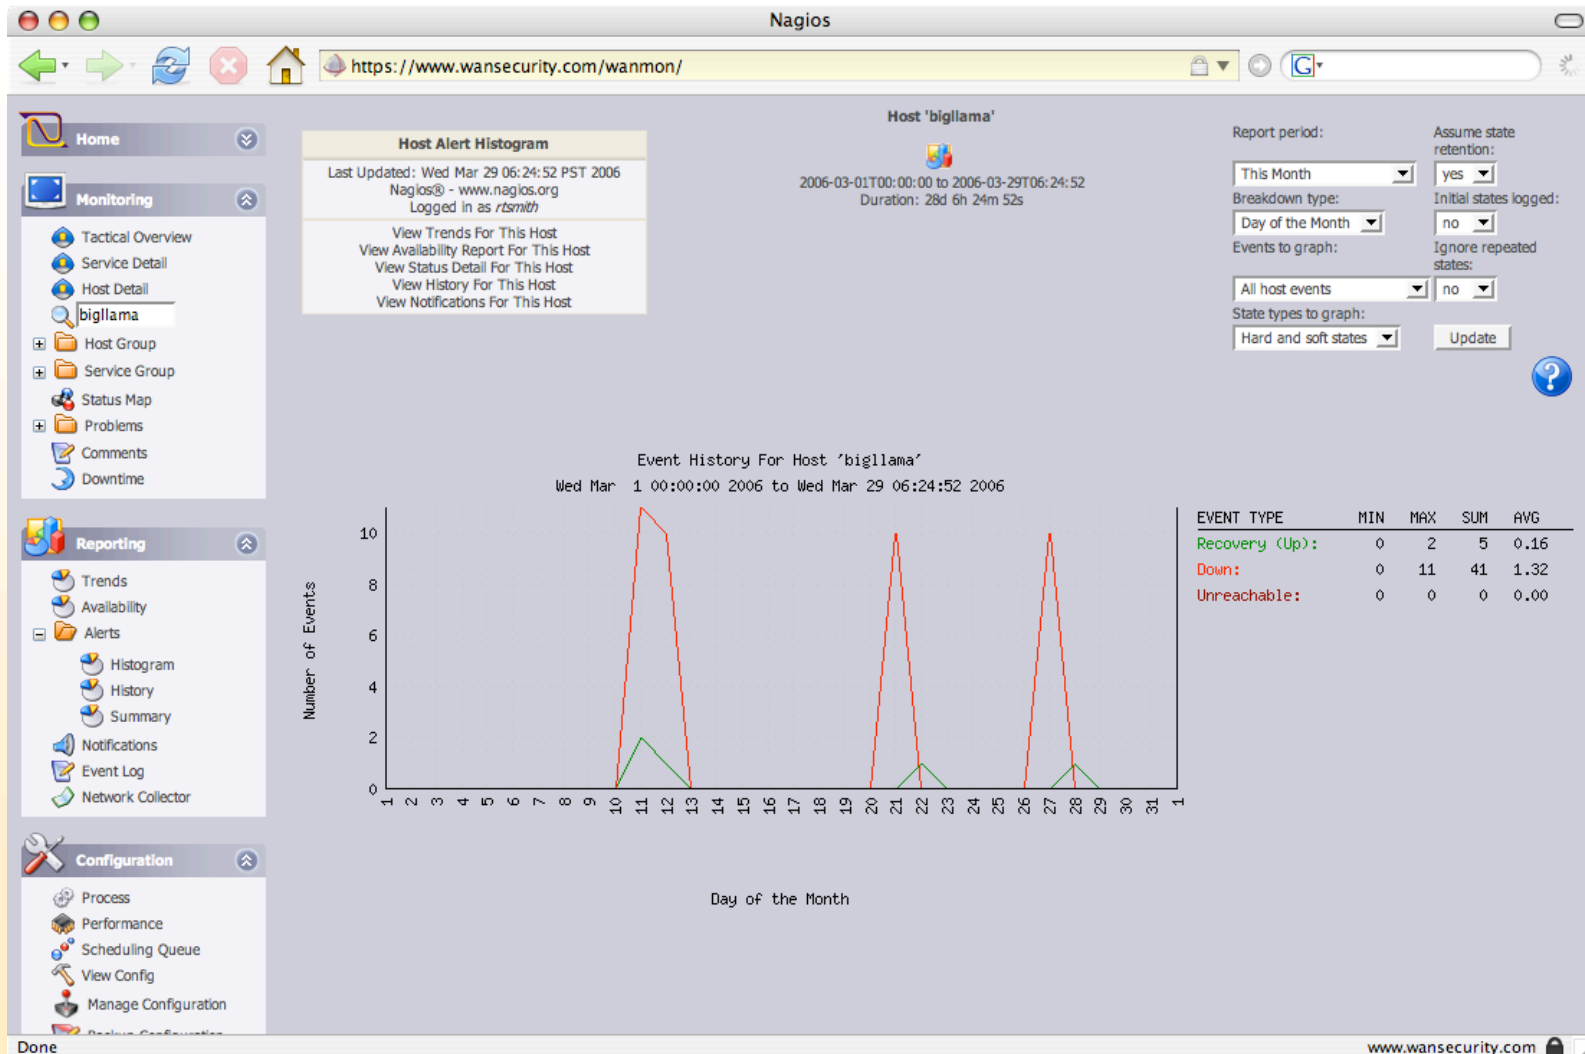 Nagios
https://www.wansecurity.com/wanmon/
G
Home
Monitoring
Tactical Overview
Service Detail
Host Detail
bigllama
Host Group
Service Group
Status Map
Problems
Comments
Downtime
Reporting
Trends
Availability
Alerts
Histogram
History
Summary
Notifications
Event Log
Network Collector
Configuration
Process
Performance
Scheduling Queue
View Config
Manage Configuration
Backup Configuration
Host Alert Histogram
Last Updated: Wed Mar 29 06:24:52 PST 2006
Nagios® - www.nagios.org
Logged in as rtsmith
View Trends For This Host
View Availability Report For This Host
View Status Detail For This Host
View History For This Host
View Notifications For This Host
Host 'bigllama'
2006-03-01T00:00:00 to 2006-03-29T06:24:52
Duration: 28d 6h 24m 52s
Report period:
Assume state retention:
This Month
yes
Breakdown type:
Initial states logged:
Day of the Month
no
Events to graph:
Ignore repeated states:
All host events
no
State types to graph:
Hard and soft states
Update
?
Event History For Host 'bigllama'
Wed Mar 1 00:00:00 2006 to Wed Mar 29 06:24:52 2006
Number of Events
10
8
6
4
2
0
1 2 3 4 5 6 7 8 9 10 11 12 13 14 15 16 17 18 19 20 21 22 23 24 25 26 27 28 29 30 31 1
Day of the Month
EVENT TYPE MIN MAX SUM AVG
Recovery (Up): 0 2 5 0.16
Down: 0 11 41 1.32
Unreachable: 0 0 0 0.00
Done
www.wansecurity.com